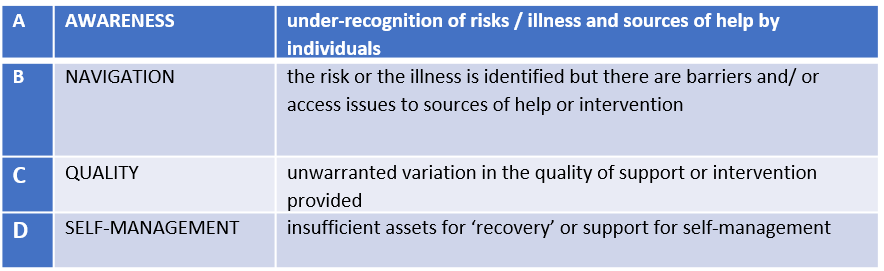 A AWARENESS under-recognition of risks / illness and sources of help by
individuals
B NAVIGATION the risk or the illness is identified but there are barriers and/ or
access issues to sources of help or intervention
C QUALITY unwarranted variation in the quality of support or intervention
provided
D SELF-MANAGEMENT insufficient assets for ‘recovery’ or support for self-management